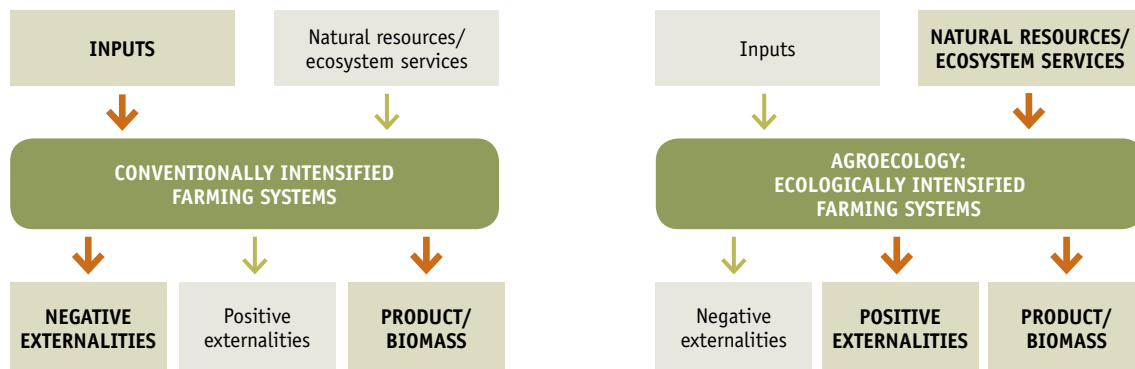 INPUTS
Natural resources/
ecosystem services
CONVENTIONALLY INTENSIFIED
FARMING SYSTEMS
NEGATIVE
EXTERNALITIES
Positive
externalities
PRODUCT/
BIOMASS
Inputs
NATURAL RESOURCES/
ECOSYSTEM SERVICES
AGROECOLOGY:
ECOLOGICALLY INTENSIFIED
FARMING SYSTEMS
Negative
externalities
POSITIVE
EXTERNALITIES
PRODUCT/
BIOMASS